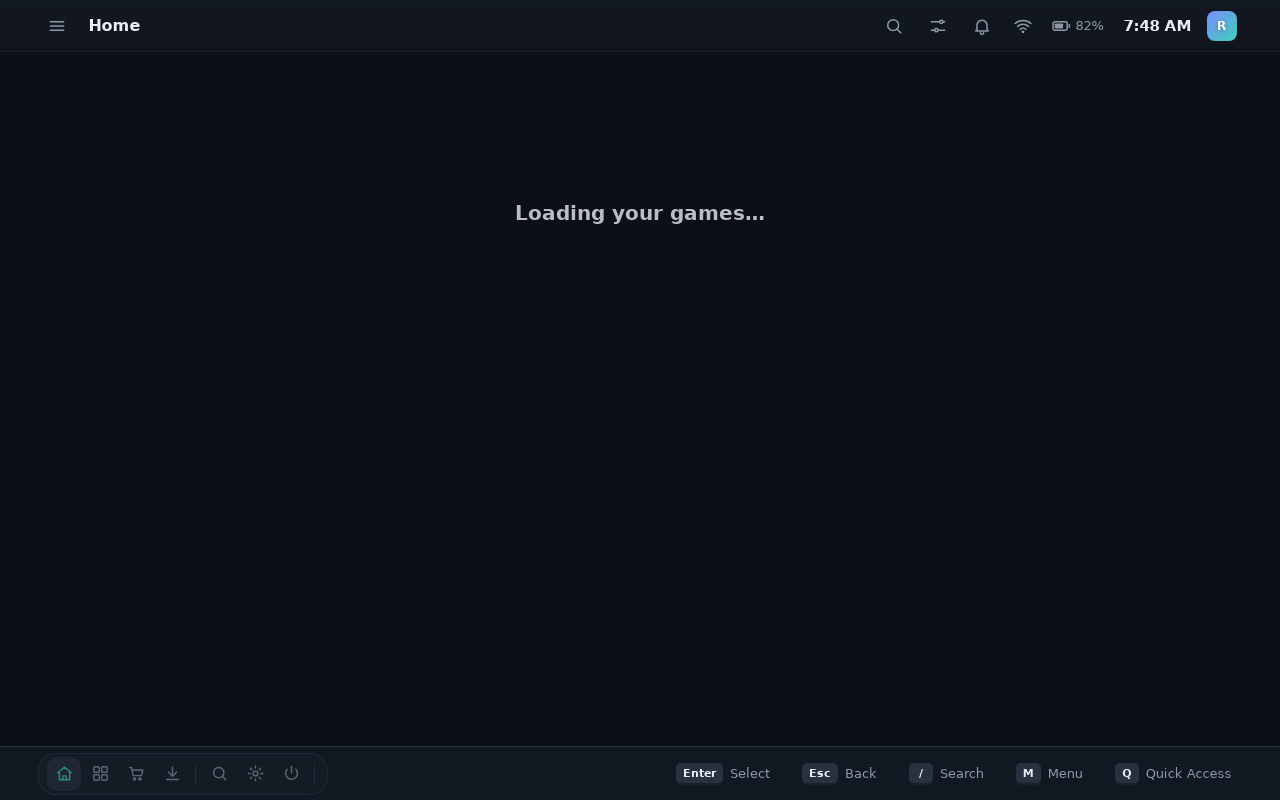 Home
82%
7:48 AM
R
Loading your games…
Enter Select
Esc Back
/ Search
M Menu
Q Quick Access